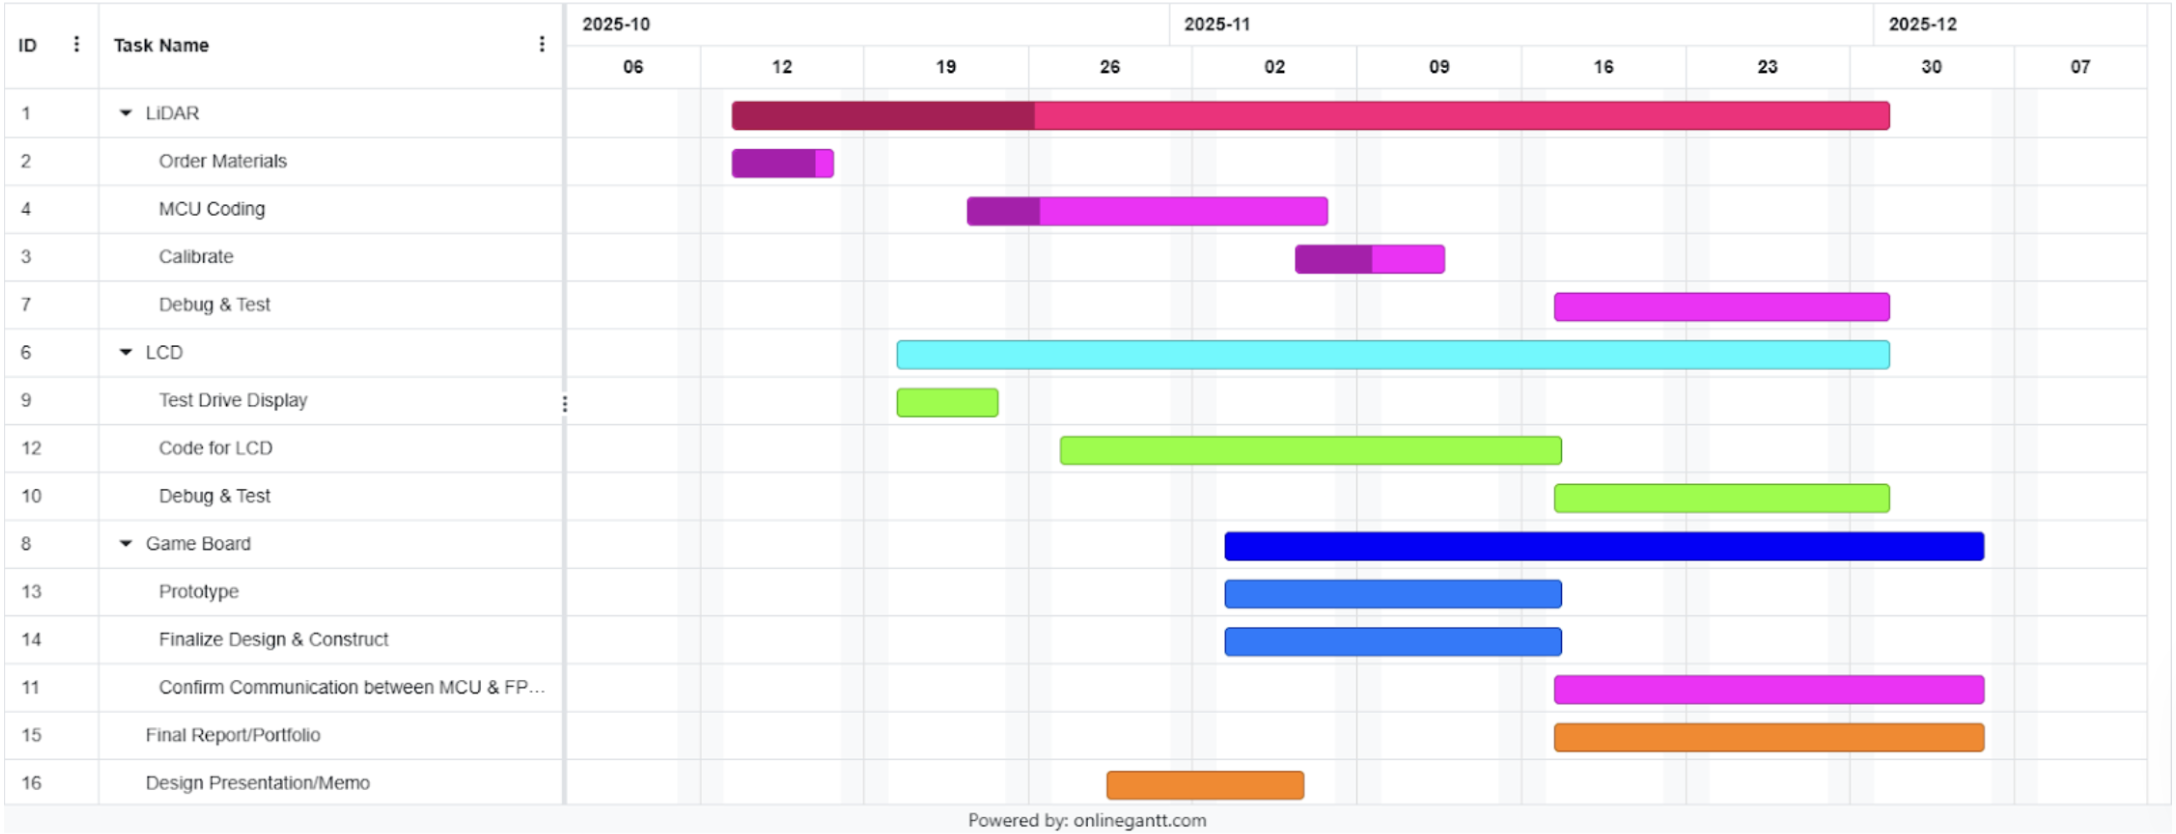 2025-10 2025-11 2025-12
ID Task Name
06 12 19 26 02 09 16 23 30 07
1 LiDAR
2 Order Materials
4 MCU Coding
3 Calibrate
7 Debug & Test
6 LCD
9 Test Drive Display
12 Code for LCD
10 Debug & Test
8 Game Board
13 Prototype
14 Finalize Design & Construct
11 Confirm Communication between MCU & FP...
15 Final Report/Portfolio
16 Design Presentation/Memo
Powered by: onlinegantt.com